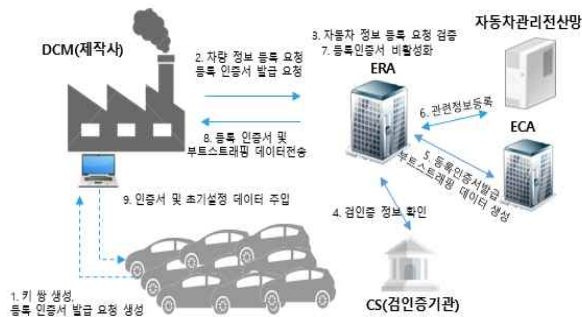 DCM(제작사)
2. 차량 정보 등록 요청
등록 인증서 발급 요청
3. 자동차 정보 등록 요청 검증
7. 등록인증서 비활성화
자동차관리전산망
ERA
6. 관련정보등록
ECA
8. 등록 인증서 및
부트스트래핑 데이터전송
5. 등록인증서발급
부트스트래핑 데이터 생성
9. 인증서 및 초기설정 데이터 주입
4. 검인증 정보 확인
1. 키 쌍 생성,
등록 인증서 발급 요청 생성
CS(검인증기관)